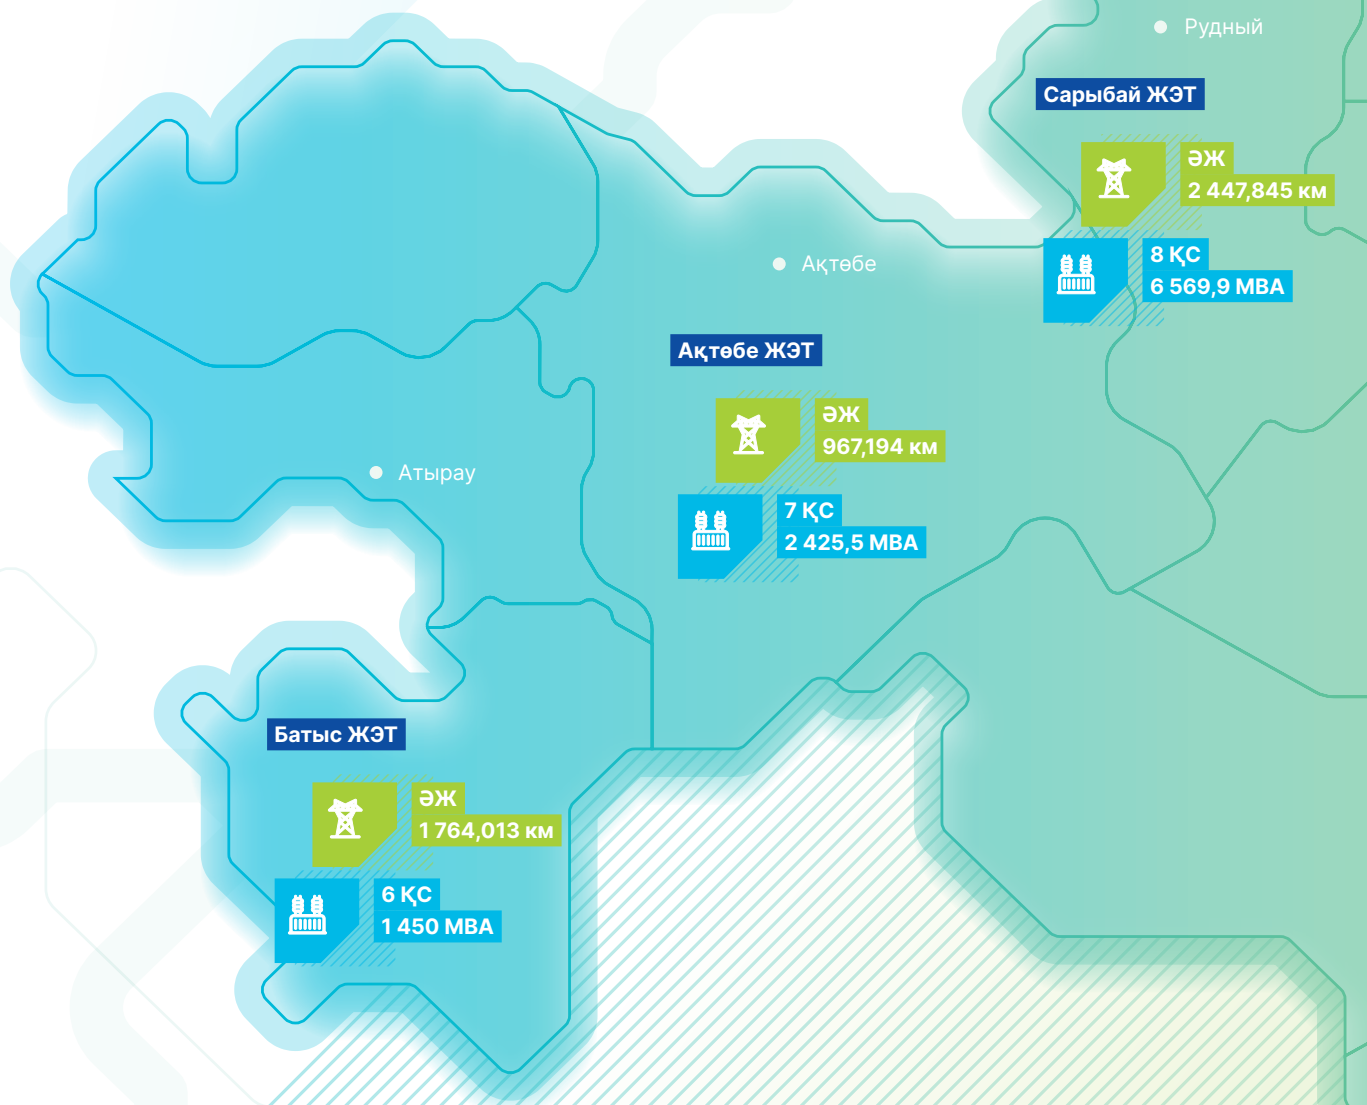 Рудный
Сарыбай ЖЭТ
ӘЖ
2 447,845 км
8 ҚС
6 569,9 МВА
Ақтөбе
Ақтөбе ЖЭТ
ӘЖ
967,194 км
7 ҚС
2 425,5 МВА
Атырау
Батыс ЖЭТ
ӘЖ
1 764,013 км
6 ҚС
1 450 МВА